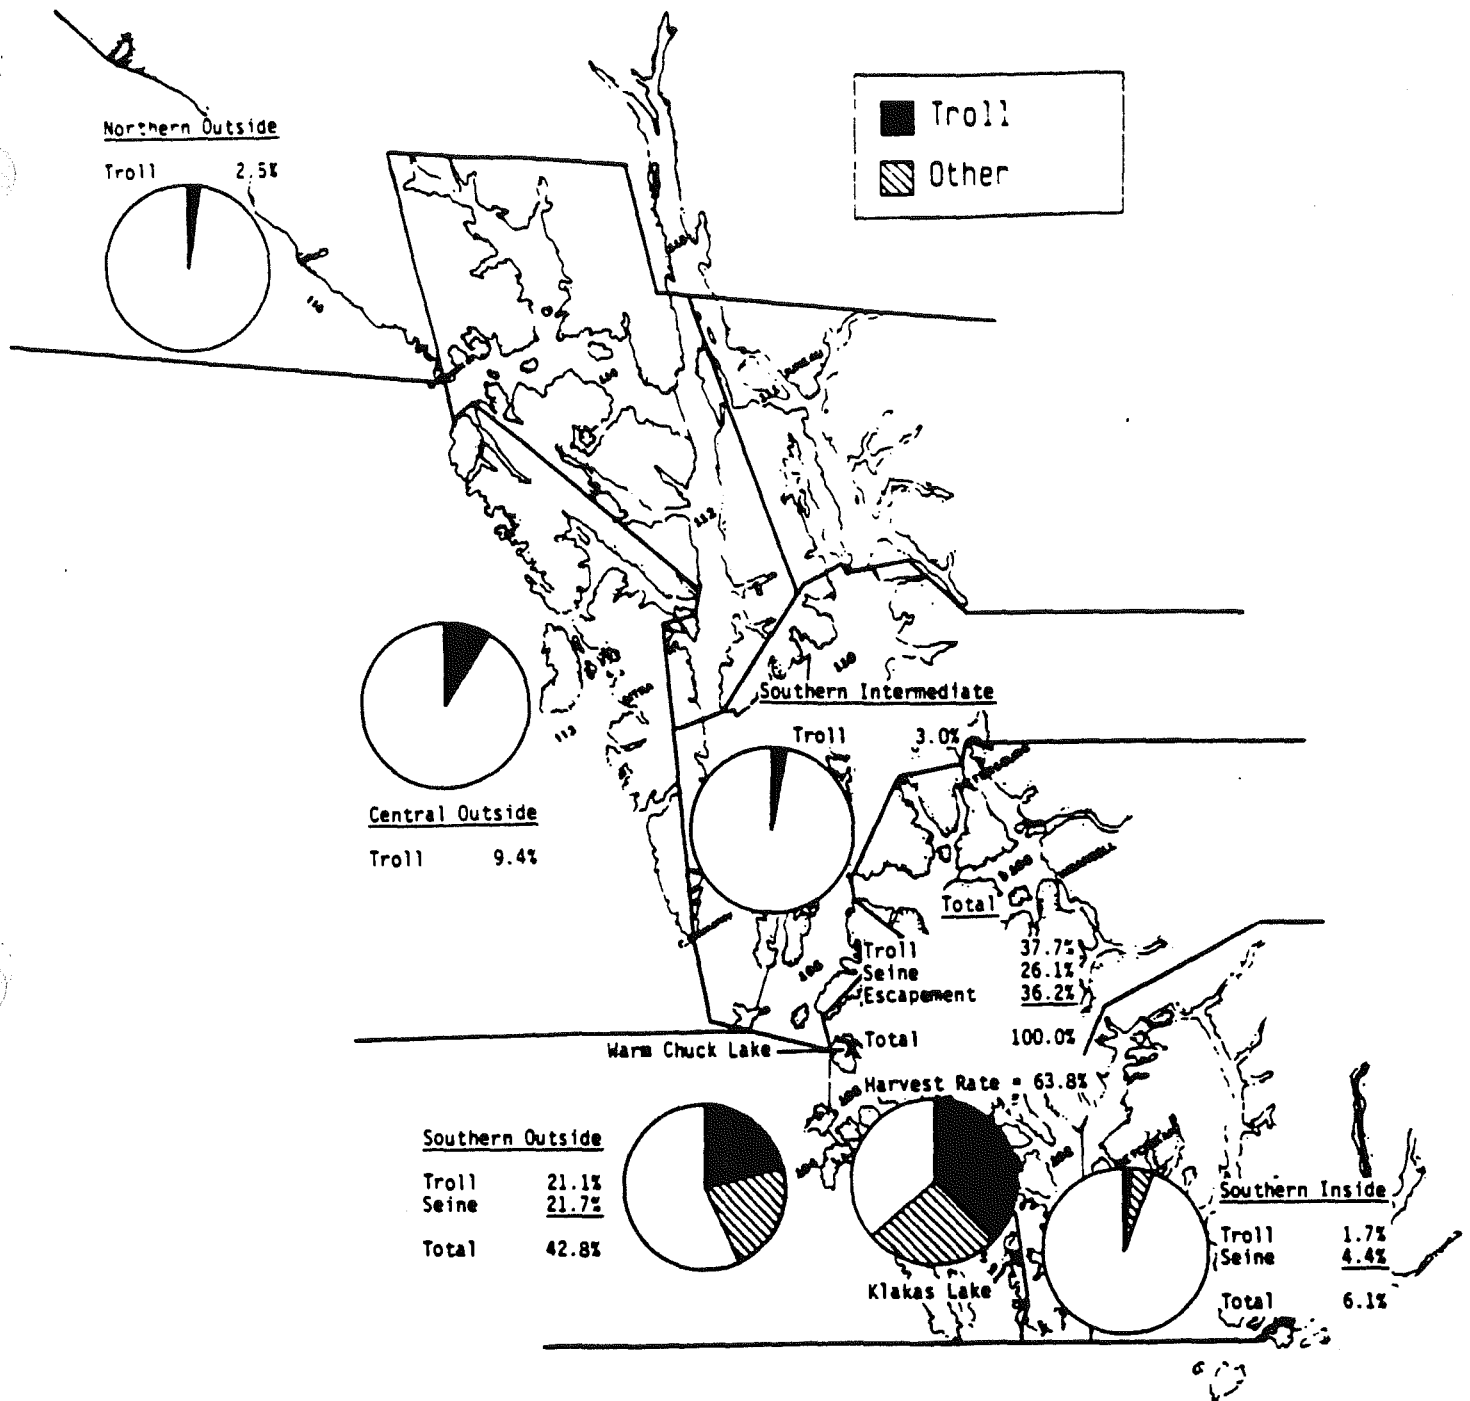 Troll
Other
Northern Outside
Troll 2.5%
Southern Intermediate
Troll 3.0%
Central Outside
Troll 9.4%
Total
Troll 37.7%
Seine 26.1%
Escapement 36.2%
Total 100.0%
Warm Chuck Lake
Harvest Rate = 63.8%
Southern Outside
Troll 21.1%
Seine 21.7%
Total 42.8%
Klakas Lake
Southern Inside
Troll 1.7%
Seine 4.4%
Total 6.1%
112
113